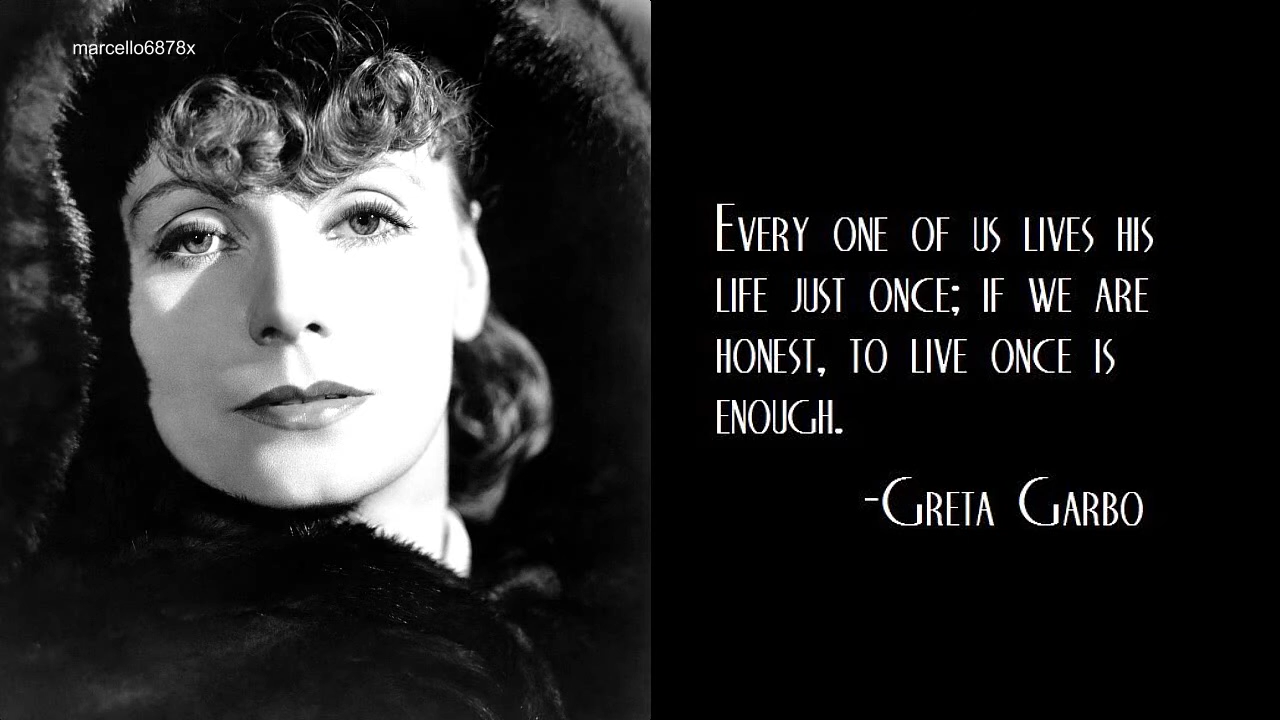 marcello6878x
Every one of us lives his
life just once; if we are
honest, to live once is
enough.
-Greta Garbo